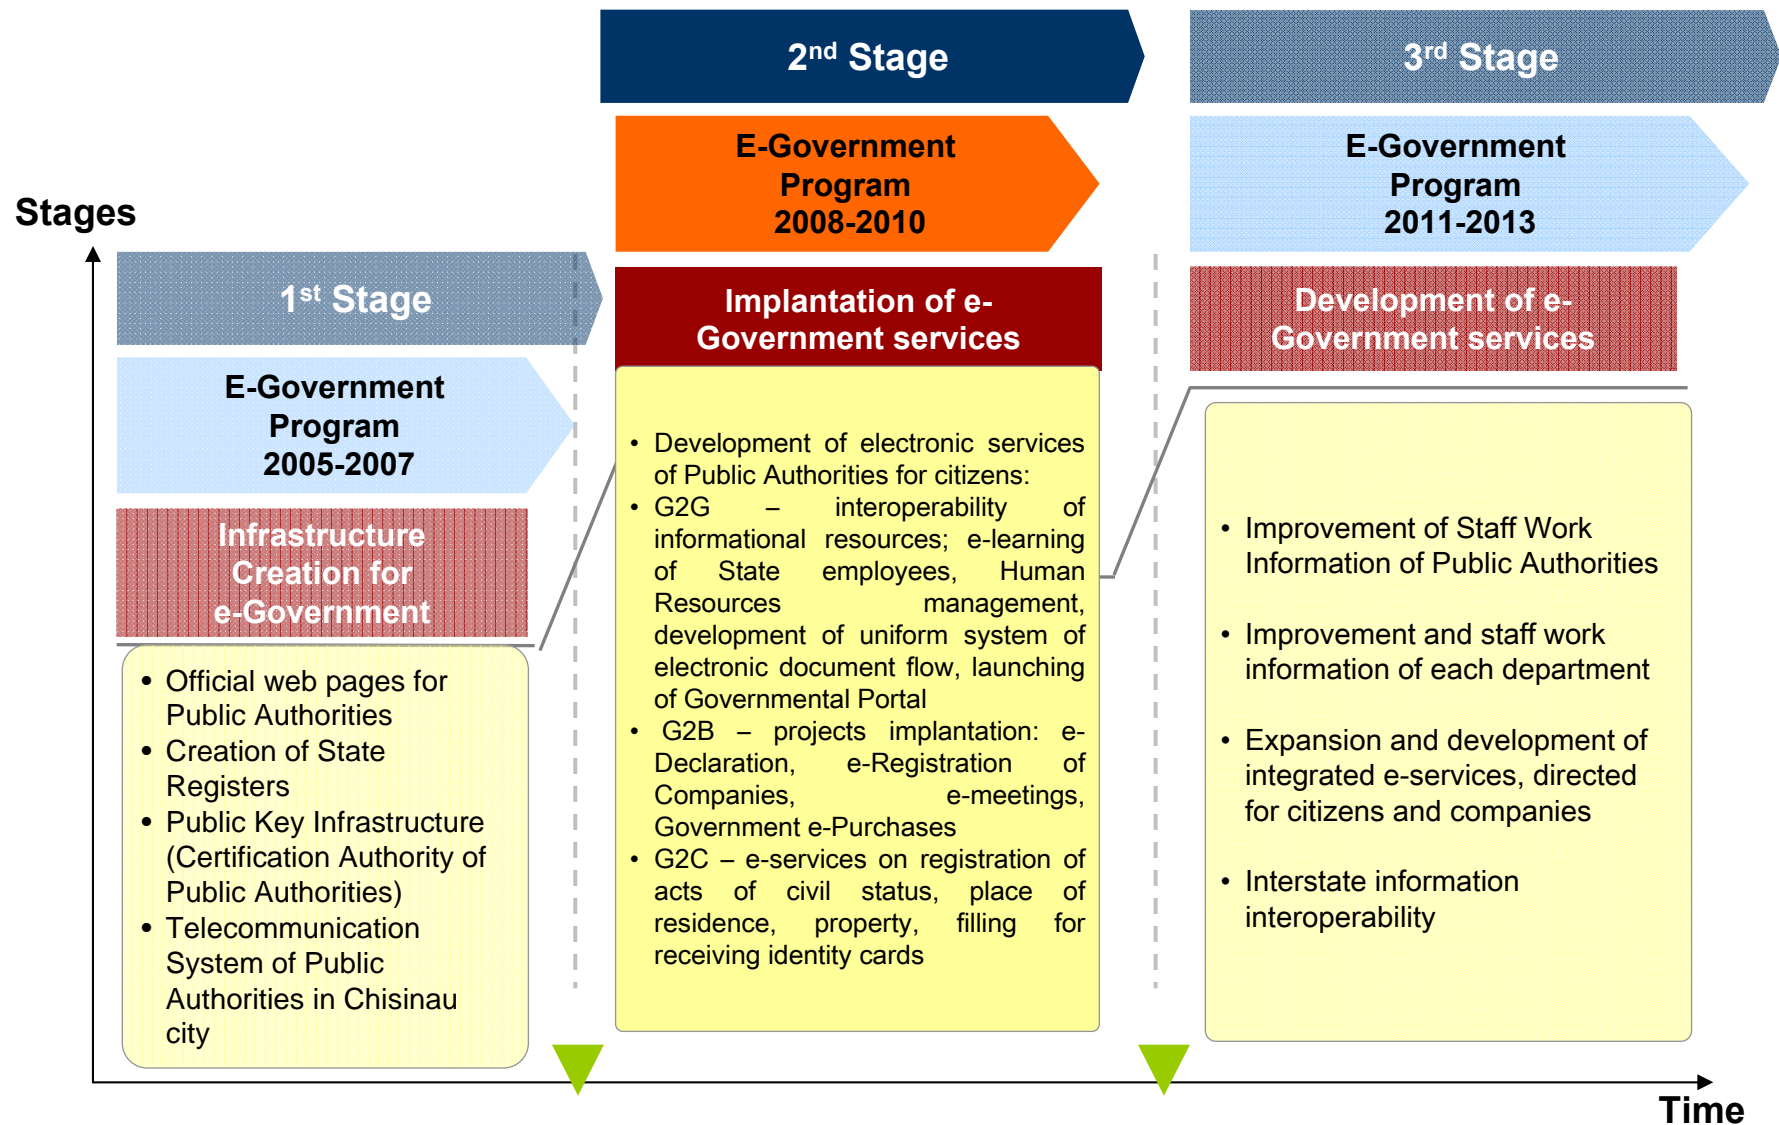 Stages
1st Stage
E-Government
Program
2005-2007
Infrastructure
Creation for
e-Government
• Official web pages for
Public Authorities
• Creation of State
Registers
• Public Key Infrastructure
(Certification Authority of
Public Authorities)
• Telecommunication
System of Public
Authorities in Chisinau
city
2nd Stage
E-Government
Program
2008-2010
Implantation of e-
Government services
• Development of electronic services
of Public Authorities for citizens:
• G2G – interoperability of
informational resources; e-learning
of State employees, Human
Resources management,
development of uniform system of
electronic document flow, launching
of Governmental Portal
• G2B – projects implantation: e-
Declaration, e-Registration of
Companies, e-meetings,
Government e-Purchases
• G2C – e-services on registration of
acts of civil status, place of
residence, property, filling for
receiving identity cards
3rd Stage
E-Government
Program
2011-2013
Development of e-
Government services
• Improvement of Staff Work
Information of Public Authorities
• Improvement and staff work
information of each department
• Expansion and development of
integrated e-services, directed
for citizens and companies
• Interstate information
interoperability
Time